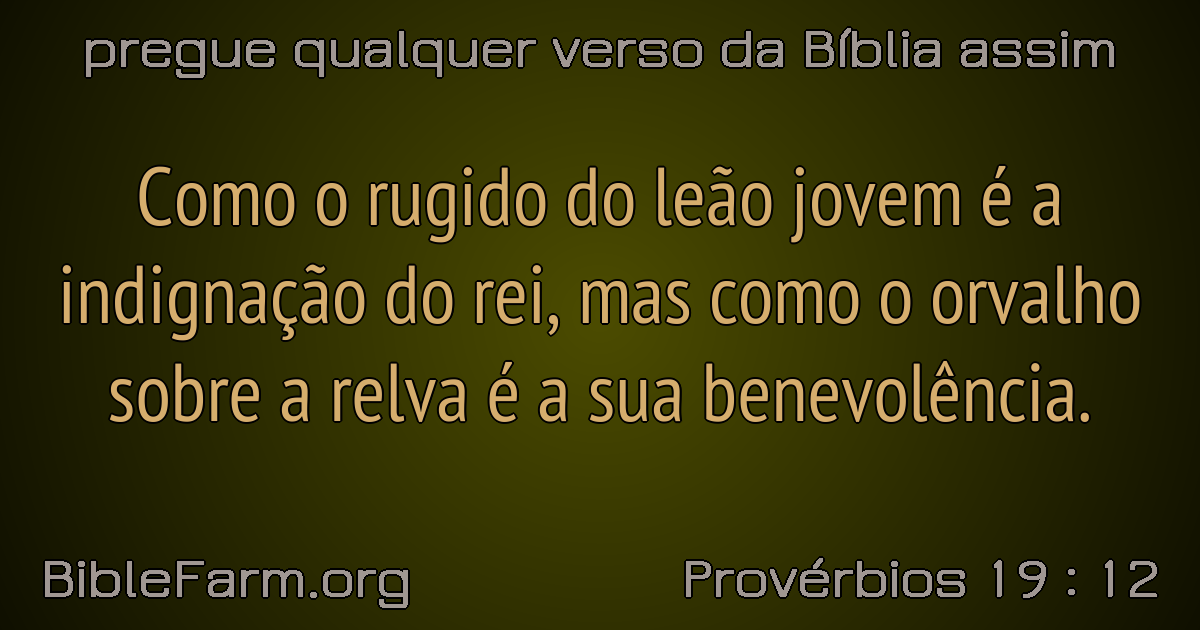 pregue qualquer verso da Bíblia assim
Como o rugido do leão jovem é a
indignação do rei, mas como o orvalho
sobre a relva é a sua benevolência.
BibleFarm.org
Provérbios 19 : 12